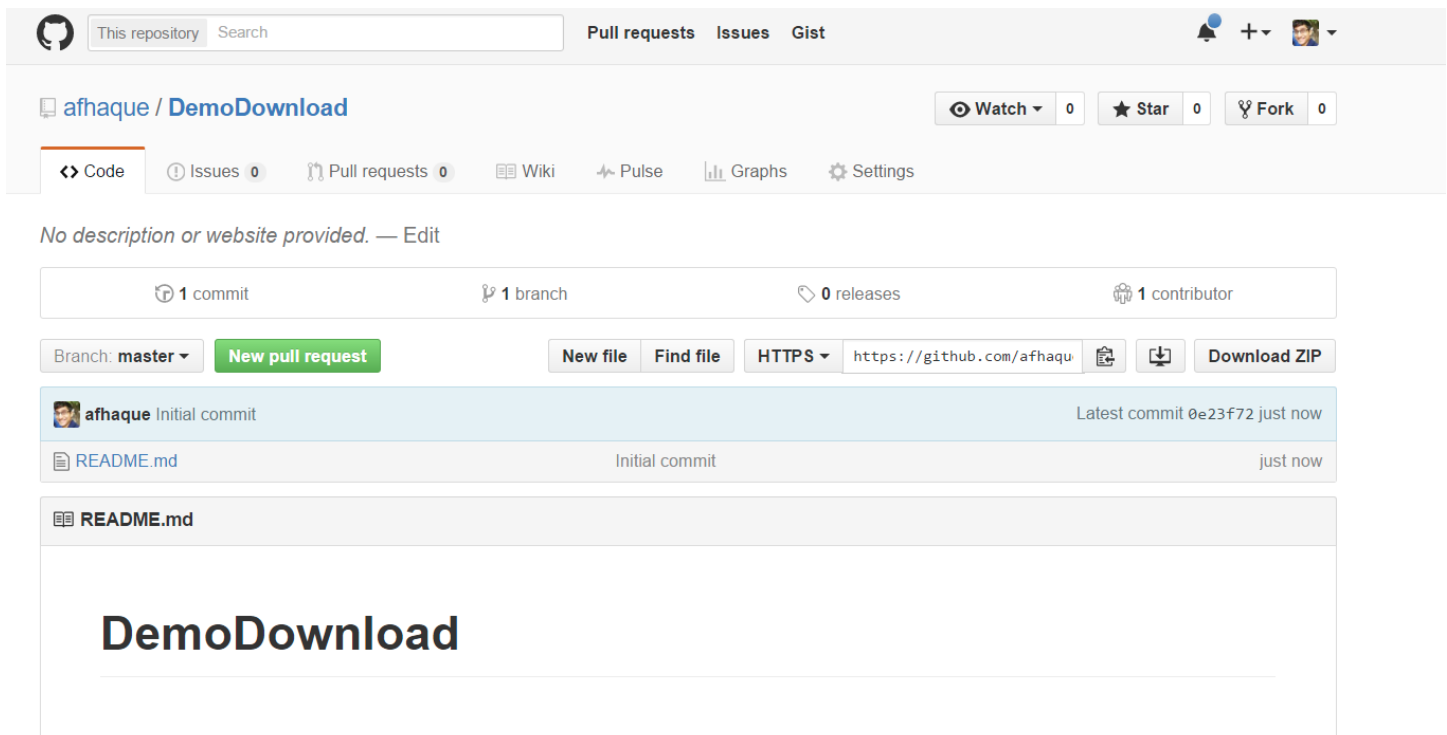 This repository Search Pull requests Issues Gist
afhaque / DemoDownload Watch 0 Star 0 Fork 0
Code Issues 0 Pull requests 0 Wiki Pulse Graphs Settings
No description or website provided. — Edit
1 commit 1 branch 0 releases 1 contributor
Branch: master New pull request New file Find file HTTPS https://github.com/afhaqu Download ZIP
afhaque Initial commit Latest commit 0e23f72 just now
README.md Initial commit just now
README.md
DemoDownload